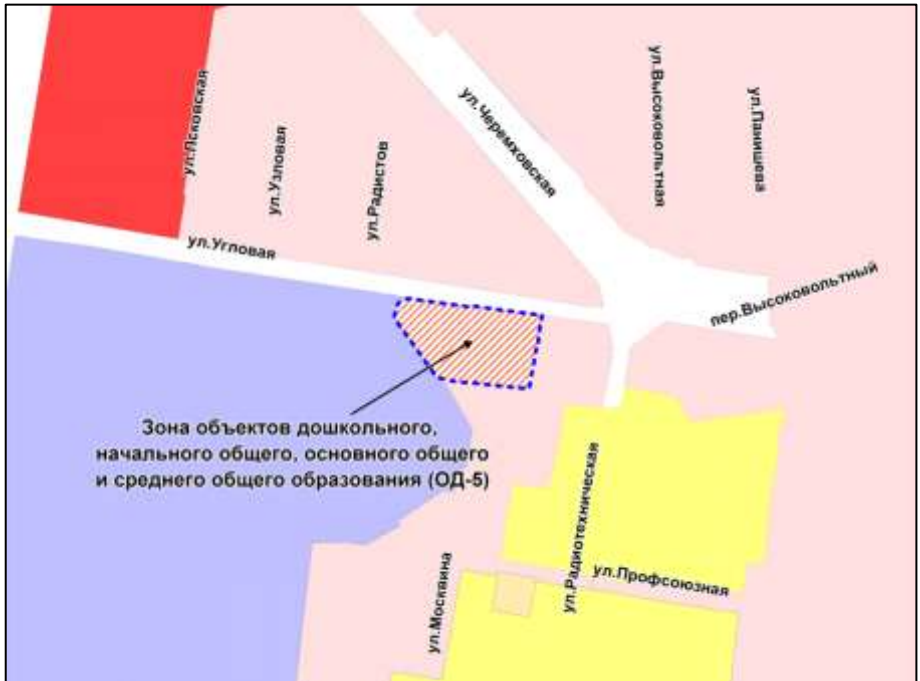 ул.Псковская
ул.Узловая
ул.Радистов
ул.Черемховская
ул.Высоковольтная
ул.Панишева
ул.Угловая
пер.Высоковольтный
Зона объектов дошкольного,
начального общего, основного общего
и среднего общего образования (ОД-5)
ул.Радиотехническая
ул.Москвина
ул.Профсоюзная